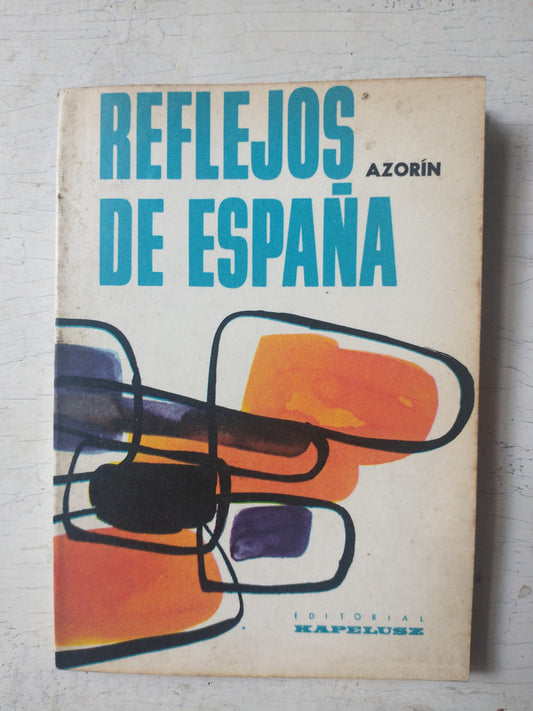 REFLEJOS
AZORÍN
DE ESPAÑA
EDITORIAL
KAPELUSZ